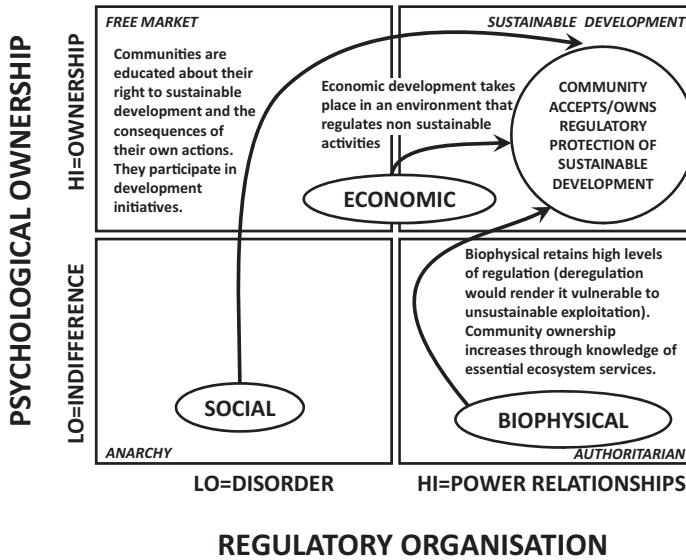 PSYCHOLOGICAL OWNERSHIP
HI=OWNERSHIP
LO=INDIFFERENCE
FREE MARKET
Communities are
educated about their
right to sustainable
development and the
consequences of
their own actions.
They participate in
development
initiatives.
SUSTAINABLE DEVELOPMENT
Economic development takes
place in an environment that
regulates non sustainable
activities
COMMUNITY
ACCEPTS/OWNS
REGULATORY
PROTECTION OF
SUSTAINABLE
DEVELOPMENT
ECONOMIC
SOCIAL
ANARCHY
Biophysical retains high levels
of regulation (deregulation
would render it vulnerable to
unsustainable exploitation).
Community ownership
increases through knowledge of
essential ecosystem services.
BIOPHYSICAL
AUTHORITARIAN
LO=DISORDER
HI=POWER RELATIONSHIPS
REGULATORY ORGANISATION